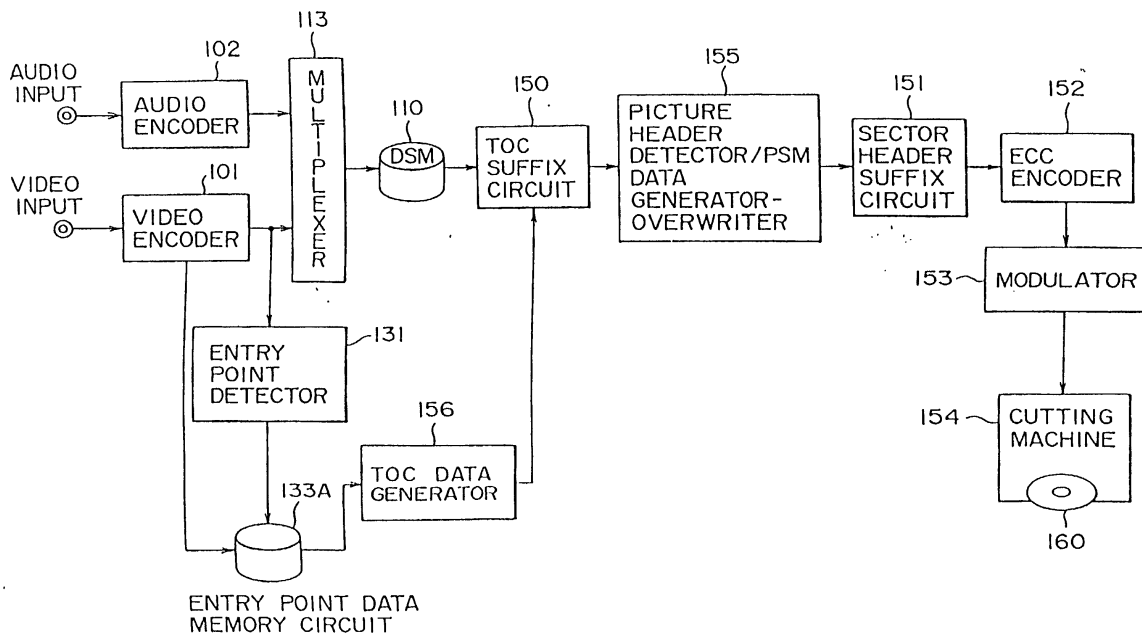 113
102
AUDIO
INPUT
AUDIO
ENCODER
MULTIPLEXER
110
DSM
150
TOC
SUFFIX
CIRCUIT
155
PICTURE
HEADER
DETECTOR/PSM
DATA
GENERATOR-
OVERWRITER
151
SECTOR
HEADER
SUFFIX
CIRCUIT
152
ECC
ENCODER
VIDEO
INPUT
101
VIDEO
ENCODER
153
MODULATOR
131
ENTRY
POINT
DETECTOR
156
TOC DATA
GENERATOR
154
CUTTING
MACHINE
160
133A
ENTRY POINT DATA
MEMORY CIRCUIT